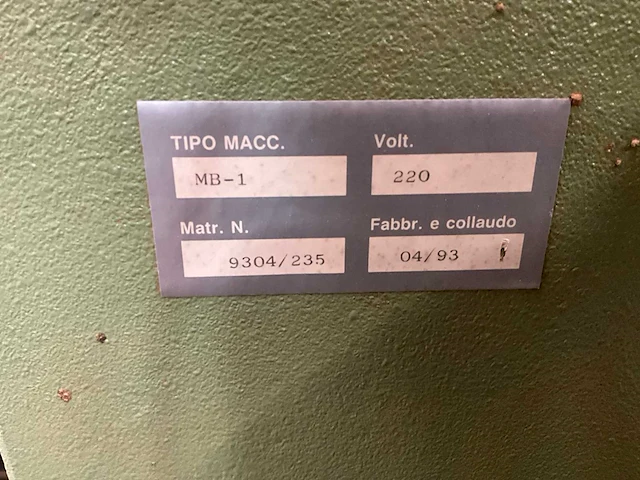 TIPO MACC. Volt.
MB-1 220
Matr. N. Fabbr. e collaudo
9304/235 04/93